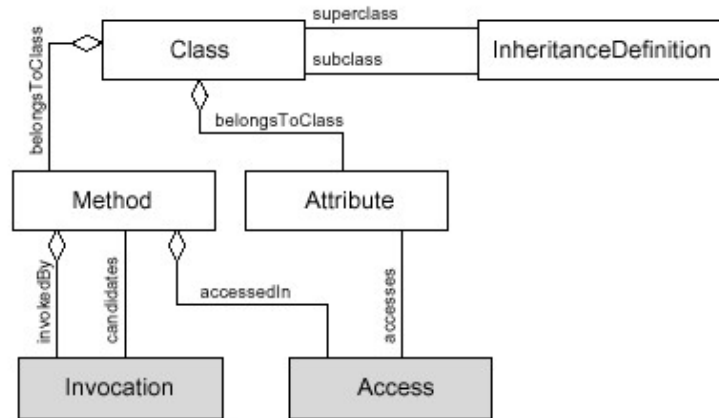 superclass
Class
InheritanceDefinition
subclass
belongsToClass
belongsToClass
Method
Attribute
invokedBy
candidates
accessedIn
accesses
Invocation
Access